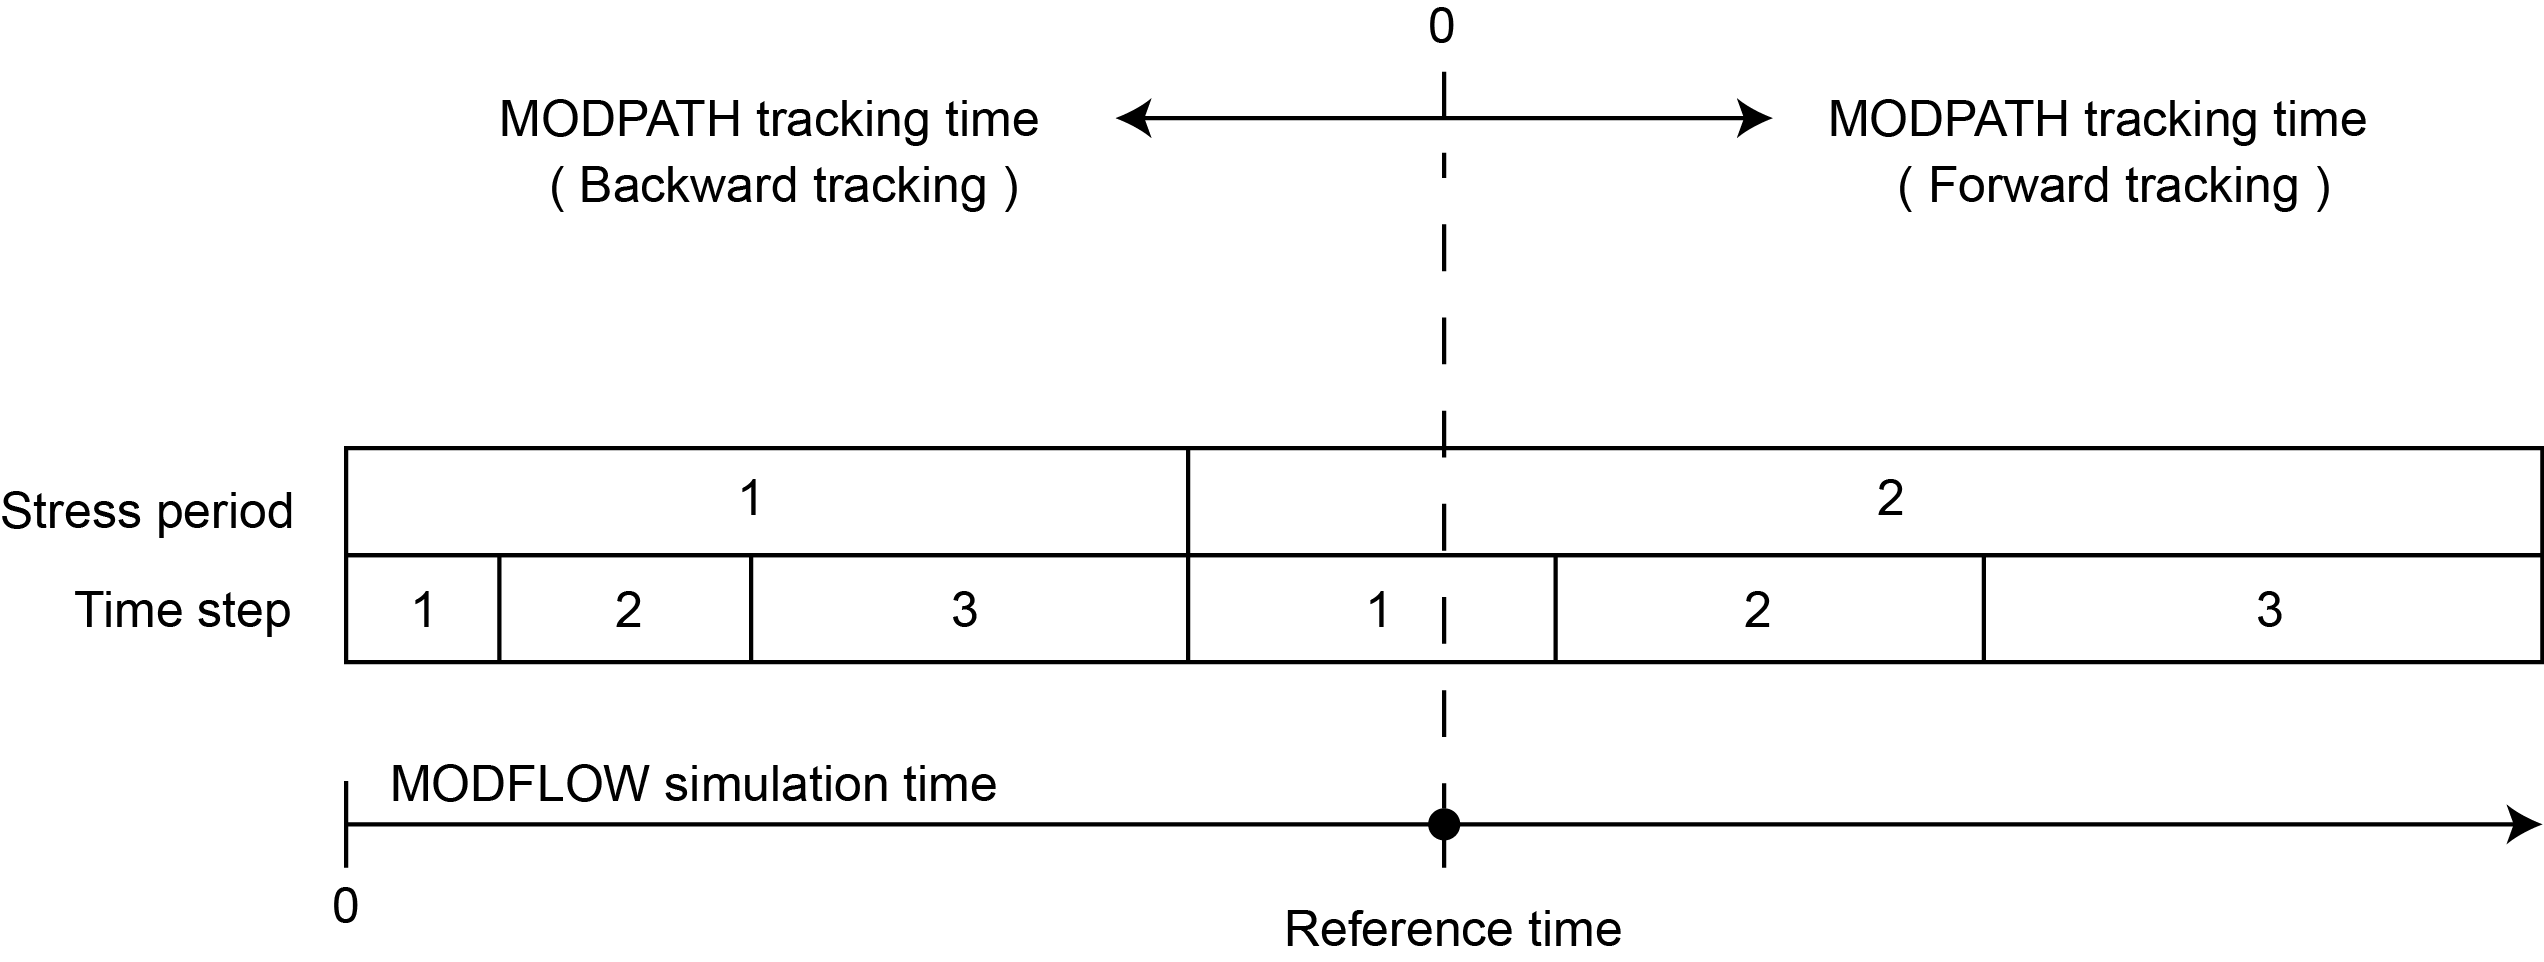 0
MODPATH tracking time
( Backward tracking )
MODPATH tracking time
( Forward tracking )
Stress period
1
2
Time step
1
2
3
1
2
3
MODFLOW simulation time
0
Reference time